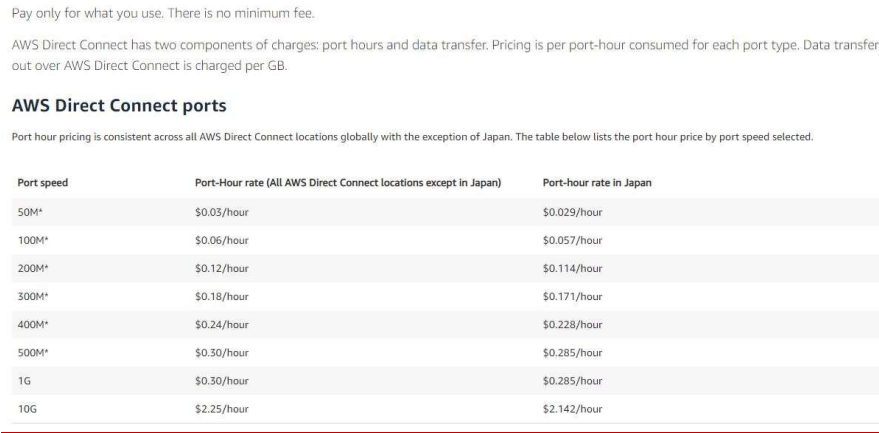 Pay only for what you use. There is no minimum fee.
AWS Direct Connect has two components of charges: port hours and data transfer. Pricing is per port-hour consumed for each port type. Data transfer
out over AWS Direct Connect is charged per GB.
AWS Direct Connect ports
Port hour pricing is consistent across all AWS Direct Connect locations globally with the exception of Japan. The table below lists the port hour price by port speed selected.
Port speed Port-Hour rate (All AWS Direct Connect locations except in Japan) Port-hour rate in Japan
50M* $0.03/hour $0.029/hour
100M* $0.06/hour $0.057/hour
200M* $0.12/hour $0.114/hour
300M* $0.18/hour $0.171/hour
400M* $0.24/hour $0.228/hour
500M* $0.30/hour $0.285/hour
1G $0.30/hour $0.285/hour
10G $2.25/hour $2.142/hour